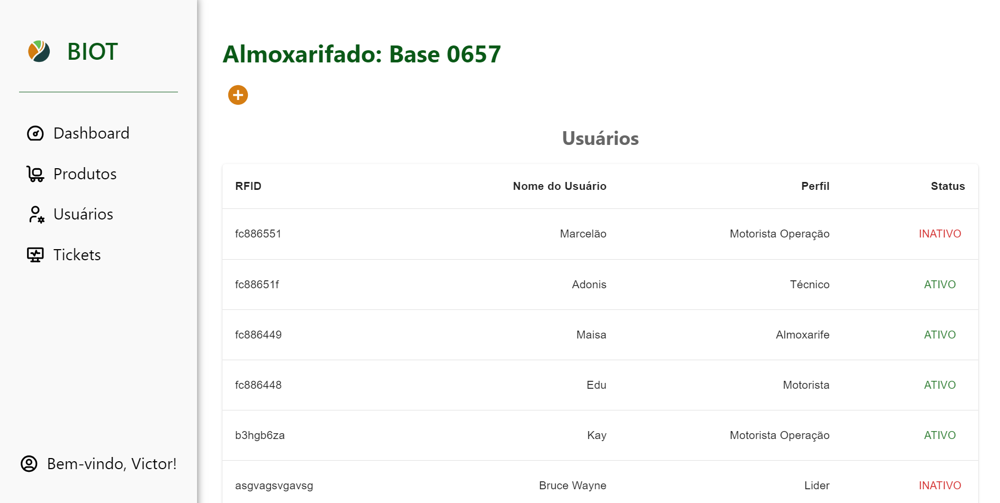 BIOT
Dashboard
Produtos
Usuários
Tickets
Bem-vindo, Victor!
Almoxarifado: Base 0657
Usuários
RFID Nome do Usuário Perfil Status
fc886551 Marcelão Motorista Operação INATIVO
fc88651f Adonis Técnico ATIVO
fc886449 Maisa Almoxarife ATIVO
fc886448 Edu Motorista ATIVO
b3hgb6za Kay Motorista Operação ATIVO
asgvagsvgavsg Bruce Wayne Lider INATIVO